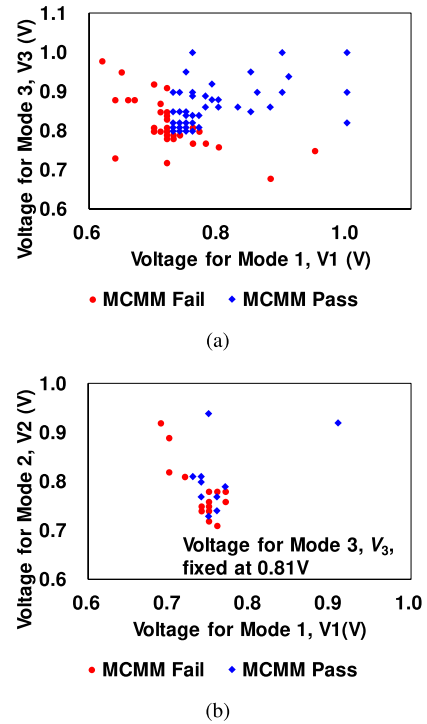 1.1
1.0
0.9
0.8
0.7
0.6
Voltage for Mode 3, V3 (V)
0.6 0.8 1.0
Voltage for Mode 1, V1 (V)
MCMM Fail MCMM Pass
(a)
1.0
0.9
0.8
0.7
0.6
Voltage for Mode 2, V2 (V)
Voltage for Mode 3, V3,
fixed at 0.81V
0.6 0.7 0.8 0.9 1.0
Voltage for Mode 1, V1(V)
MCMM Fail MCMM Pass
(b)